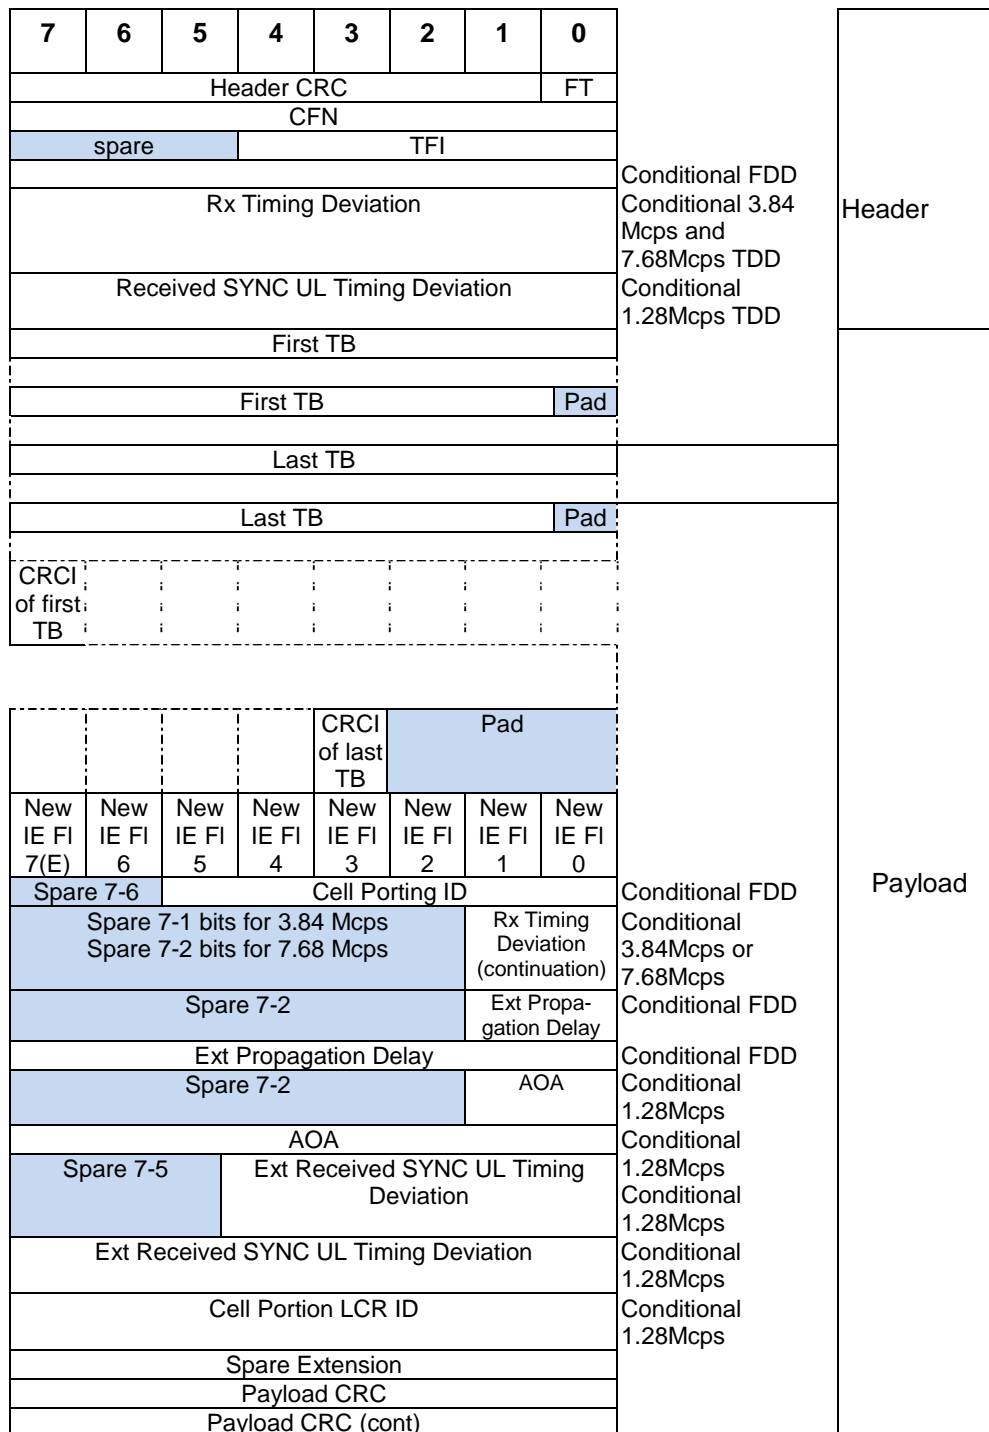 7 6 5 4 3 2 1 0
Header CRC FT
CFN
spare TFI
Conditional FDD
Rx Timing Deviation
Conditional 3.84
Mcps and
7.68Mcps TDD
Header
Received SYNC UL Timing Deviation
Conditional
1.28Mcps TDD
First TB
First TB Pad
Last TB
Last TB Pad
CRCI
of first
TB
CRCI
of last
TB
Pad
New
IE Fl
7(E)
New
IE Fl
6
New
IE Fl
5
New
IE Fl
4
New
IE Fl
3
New
IE Fl
2
New
IE Fl
1
New
IE Fl
0
Payload
Spare 7-6 Cell Porting ID Conditional FDD
Spare 7-1 bits for 3.84 Mcps
Spare 7-2 bits for 7.68 Mcps
Rx Timing
Deviation
(continuation)
Conditional
3.84Mcps or
7.68Mcps
Spare 7-2
Ext Propa-
gation Delay
Conditional FDD
Ext Propagation Delay Conditional FDD
Spare 7-2 AOA
Conditional
1.28Mcps
AOA
Conditional
1.28Mcps
Spare 7-5
Ext Received SYNC UL Timing
Deviation
Conditional
1.28Mcps
Ext Received SYNC UL Timing Deviation
Conditional
1.28Mcps
Cell Portion LCR ID
Conditional
1.28Mcps
Spare Extension
Payload CRC
Payload CRC (cont)